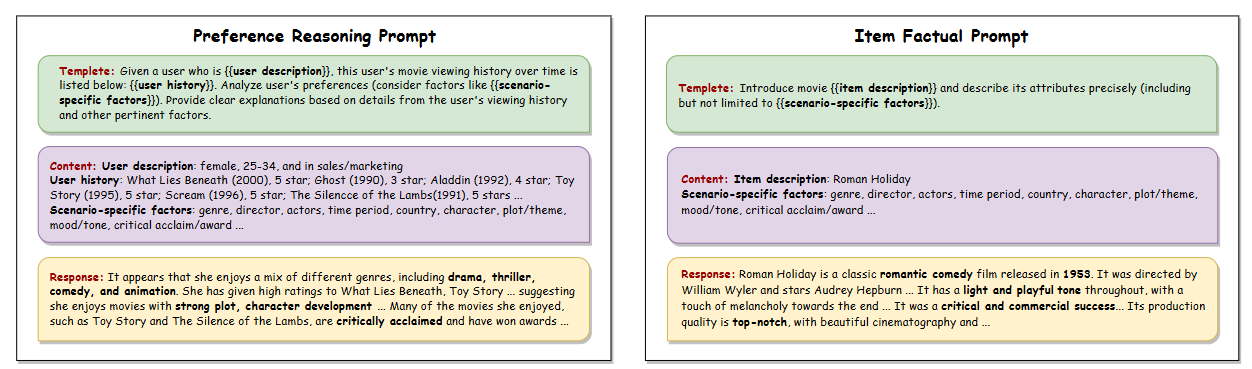 Preference Reasoning Prompt
Templete: Given a user who is {{user description}}, this user's movie viewing history over time is
listed below: {{user history}}. Analyze user's preferences (consider factors like {{scenario-
specific factors}}). Provide clear explanations based on details from the user's viewing history
and other pertinent factors.
Content: User description: female, 25-34, and in sales/marketing
User history: What Lies Beneath (2000), 5 star; Ghost (1990), 3 star; Aladdin (1992), 4 star; Toy
Story (1995), 5 star; Scream (1996), 5 star; The Silencce of the Lambs(1991), 5 stars ...
Scenario-specific factors: genre, director, actors, time period, country, character, plot/theme,
mood/tone, critical acclaim/award ...
Response: It appears that she enjoys a mix of different genres, including drama, thriller,
comedy, and animation. She has given high ratings to What Lies Beneath, Toy Story ... suggesting
she enjoys movies with strong plot, character development ... Many of the movies she enjoyed,
such as Toy Story and The Silence of the Lambs, are critically acclaimed and have won awards ...
Item Factual Prompt
Templete: Introduce movie {{item description}} and describe its attributes precisely (including
but not limited to {{scenario-specific factors}}).
Content: Item description: Roman Holiday
Scenario-specific factors: genre, director, actors, time period, country, character, plot/theme,
mood/tone, critical acclaim/award ...
Response: Roman Holiday is a classic romantic comedy film released in 1953. It was directed by
William Wyler and stars Audrey Hepburn ... It has a light and playful tone throughout, with a
touch of melancholy towards the end ... It was a critical and commercial success... Its production
quality is top-notch, with beautiful cinematography and ...